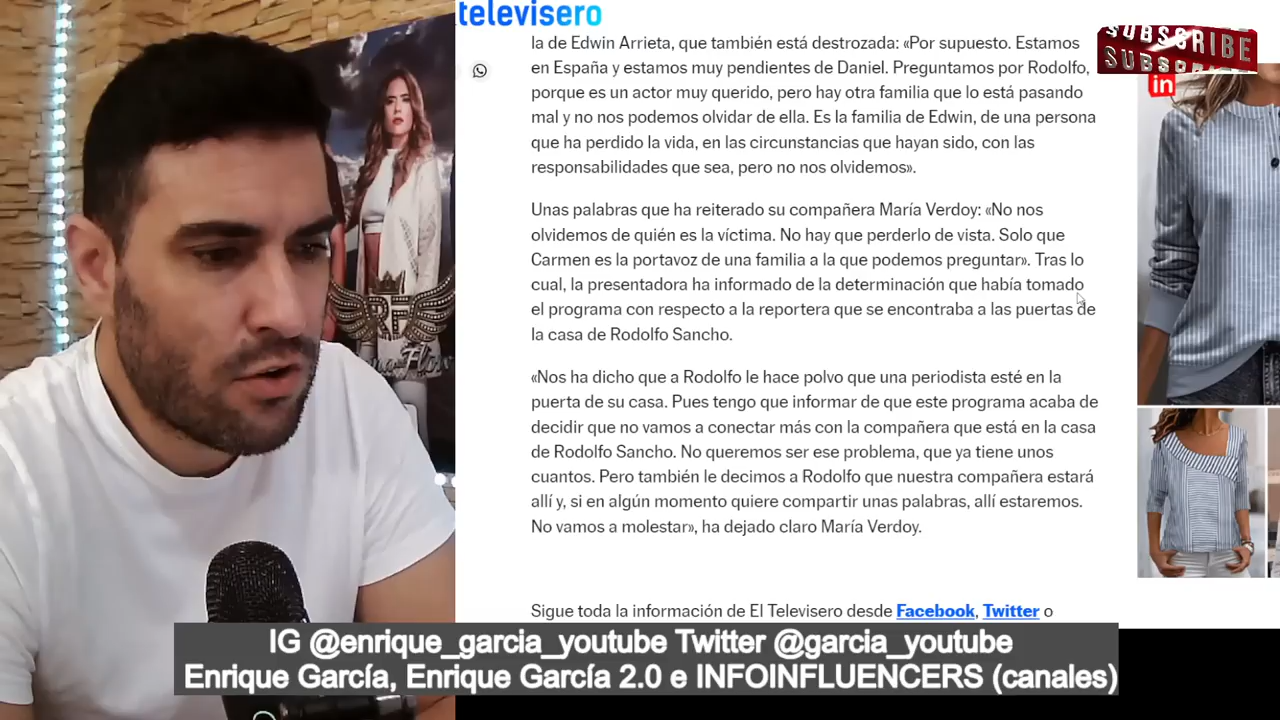 televisero
SUBSCRIBE
SUBSCRIBE
in
la de Edwin Arrieta, que también está destrozada: «Por supuesto. Estamos
en España y estamos muy pendientes de Daniel. Preguntamos por Rodolfo,
porque es un actor muy querido, pero hay otra familia que lo está pasando
mal y no nos podemos olvidar de ella. Es la familia de Edwin, de una persona
que ha perdido la vida, en las circunstancias que hayan sido, con las
responsabilidades que sea, pero no nos olvidemos».
Unas palabras que ha reiterado su compañera María Verdoy: «No nos
olvidemos de quién es la víctima. No hay que perderlo de vista. Solo que
Carmen es la portavoz de una familia a la que podemos preguntar». Tras lo
cual, la presentadora ha informado de la determinación que había tomado
el programa con respecto a la reportera que se encontraba a las puertas de
la casa de Rodolfo Sancho.
«Nos ha dicho que a Rodolfo le hace polvo que una periodista esté en la
puerta de su casa. Pues tengo que informar de que este programa acaba de
decidir que no vamos a conectar más con la compañera que está en la casa
de Rodolfo Sancho. No queremos ser ese problema, que ya tiene unos
cuantos. Pero también le decimos a Rodolfo que nuestra compañera estará
allí y, si en algún momento quiere compartir unas palabras, allí estaremos.
No vamos a molestar», ha dejado claro María Verdoy.
Sigue toda la información de El Televisero desde Facebook, Twitter o
RF
IG @enrique_garcia_youtube Twitter @garcia_youtube
Enrique García, Enrique García 2.0 e INFOINFLUENCERS (canales)